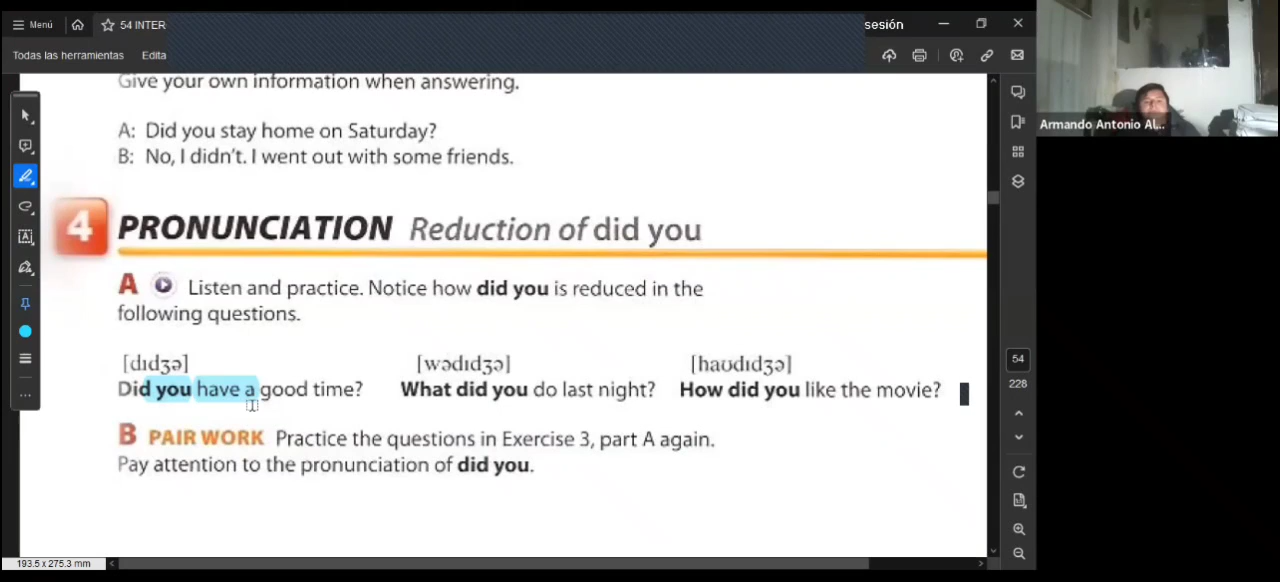 Menú
54 INTER
sesión
Todas las herramientas
Edita
Give your own information when answering.
A: Did you stay home on Saturday?
B: No, I didn't. I went out with some friends.
4 PRONUNCIATION Reduction of did you
A Listen and practice. Notice how did you is reduced in the
following questions.
[dɪdʒə] [wədɪdʒə] [haʊdɪdʒə]
Did you have a good time? What did you do last night? How did you like the movie?
B PAIR WORK Practice the questions in Exercise 3, part A again.
Pay attention to the pronunciation of did you.
54
228
193.5 x 275.3 mm
Armando Antonio Al...